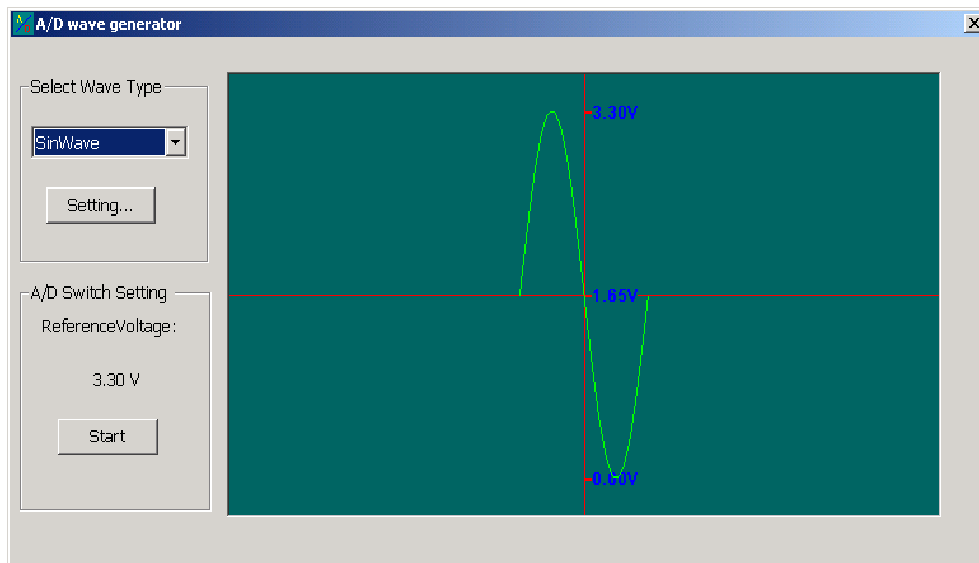 A/D wave generator
Select Wave Type
SinWave
Setting...
A/D Switch Setting
ReferenceVoltage:
3.30 V
Start
3.30V
1.65V
0.00V